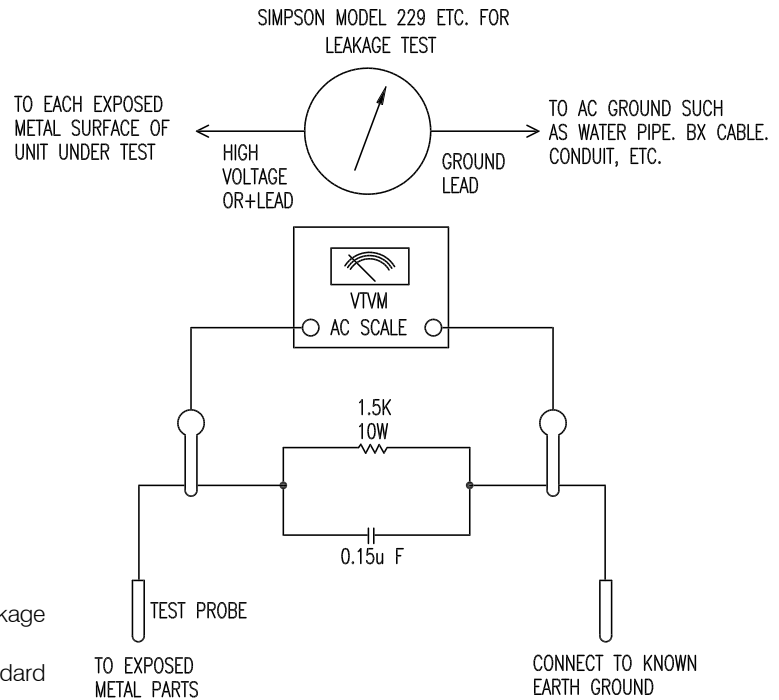 SIMPSON MODEL 229 ETC. FOR
LEAKAGE TEST
TO EACH EXPOSED
METAL SURFACE OF
UNIT UNDER TEST
HIGH
VOLTAGE
OR+LEAD
GROUND
LEAD
TO AC GROUND SUCH
AS WATER PIPE. BX CABLE.
CONDUIT, ETC.
VTVM
AC SCALE
1.5K
10W
0.15u F
TEST PROBE
TO EXPOSED
METAL PARTS
CONNECT TO KNOWN
EARTH GROUND
kage
dard